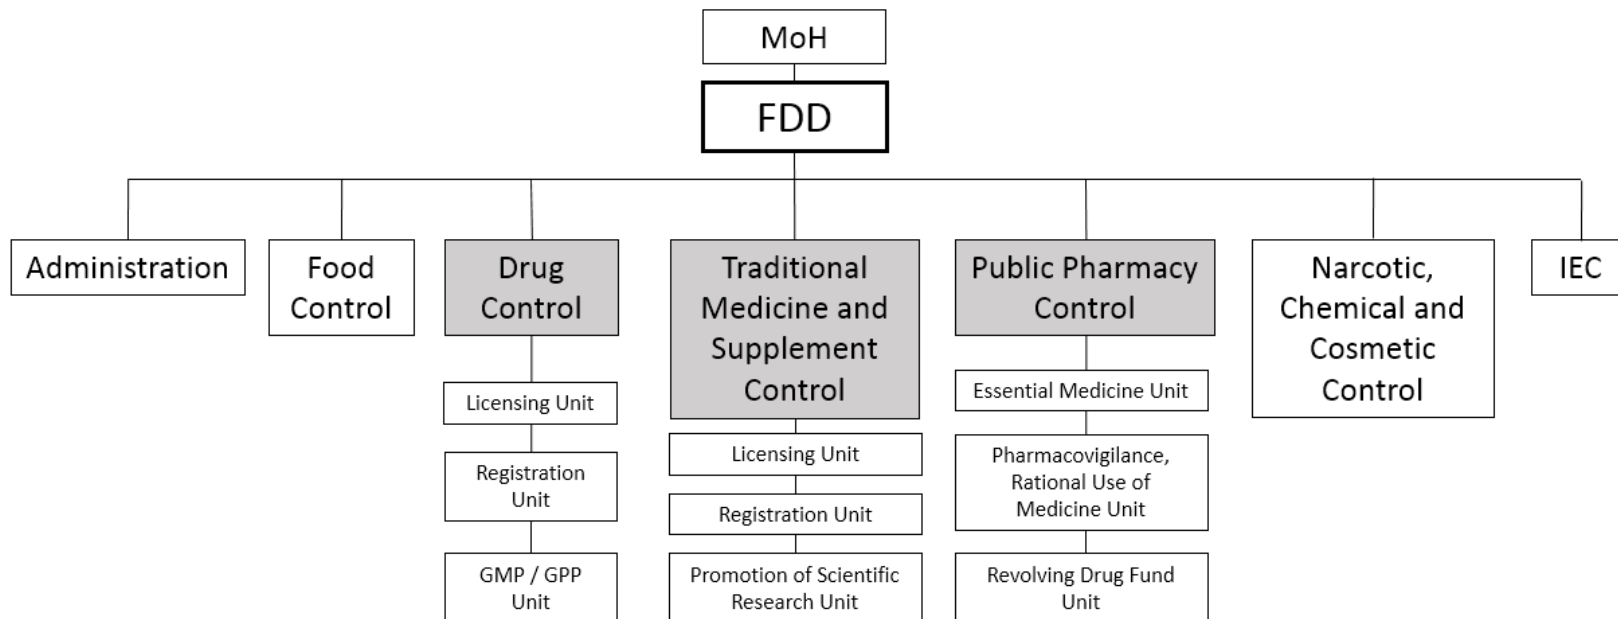 MoH
FDD
Administration
Food
Control
Drug
Control
Traditional
Medicine and
Supplement
Control
Public Pharmacy
Control
Narcotic,
Chemical and
Cosmetic
Control
IEC
Licensing Unit
Registration
Unit
GMP / GPP
Unit
Licensing Unit
Registration Unit
Promotion of Scientific
Research Unit
Essential Medicine Unit
Pharmacovigilance,
Rational Use of
Medicine Unit
Revolving Drug Fund
Unit